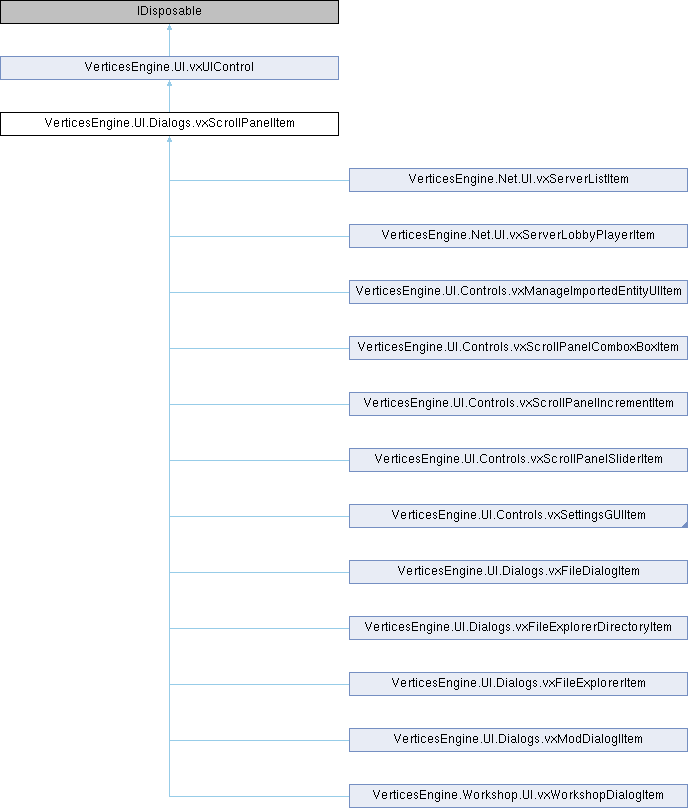 IDisposable
VerticesEngine.UI.vxUIControl
VerticesEngine.UI.Dialogs.vxScrollPanelItem
VerticesEngine.Net.UI.vxServerListItem
VerticesEngine.Net.UI.vxServerLobbyPlayerItem
VerticesEngine.UI.Controls.vxManageImportedEntityUIItem
VerticesEngine.UI.Controls.vxScrollPanelComboxBoxItem
VerticesEngine.UI.Controls.vxScrollPanelIncrementItem
VerticesEngine.UI.Controls.vxScrollPanelSliderItem
VerticesEngine.UI.Controls.vxSettingsGUIItem
VerticesEngine.UI.Dialogs.vxFileDialogItem
VerticesEngine.UI.Dialogs.vxFileExplorerDirectoryItem
VerticesEngine.UI.Dialogs.vxFileExplorerItem
VerticesEngine.UI.Dialogs.vxModDialoglItem
VerticesEngine.Workshop.UI.vxWorkshopDialogItem